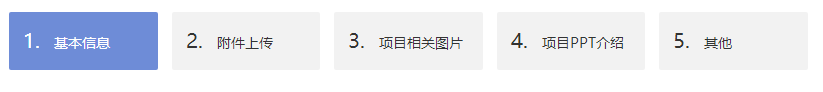 1. 基本信息
2. 附件上传
3. 项目相关图片
4. 项目PPT介绍
5. 其他